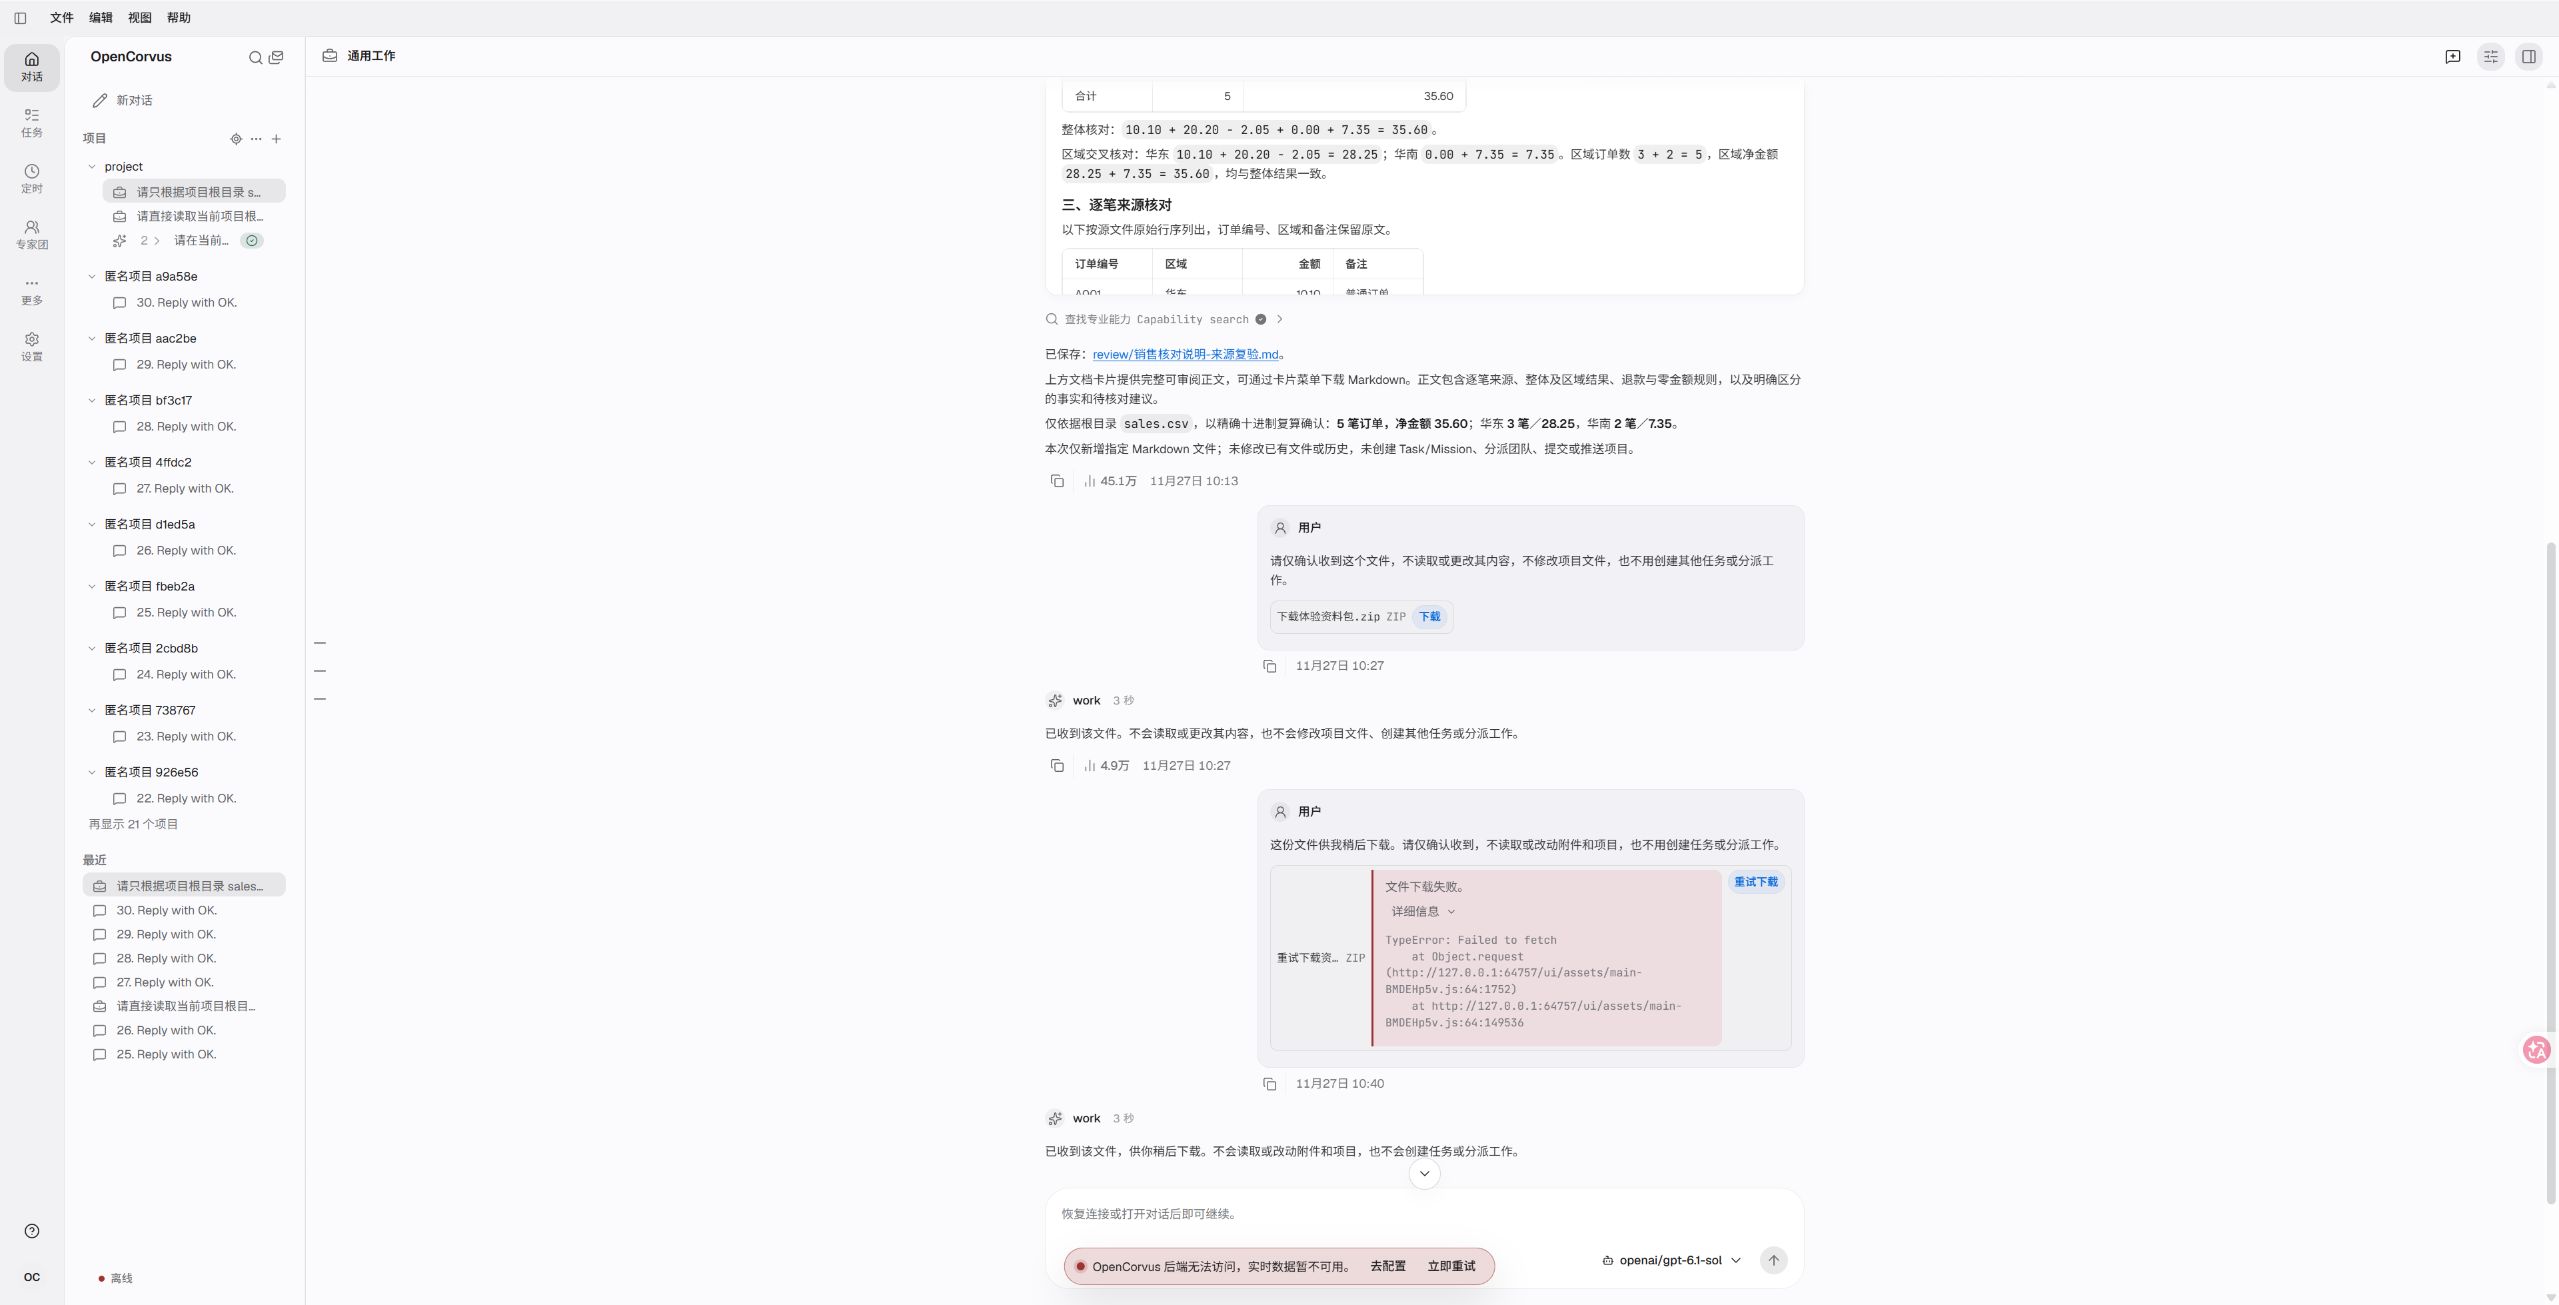 文件 编辑 视图 帮助
对话
任务
定时
专家团
更多
设置
OC
OpenCorvus
新对话
项目
project
请只根据项目根目录 s...
请直接读取当前项目根...
2 请在当前...
匿名项目 a9a58e
30. Reply with OK.
匿名项目 aac2be
29. Reply with OK.
匿名项目 bf3c17
28. Reply with OK.
匿名项目 4ffdc2
27. Reply with OK.
匿名项目 d1ed5a
26. Reply with OK.
匿名项目 fbeb2a
25. Reply with OK.
匿名项目 2cbd8b
24. Reply with OK.
匿名项目 738767
23. Reply with OK.
匿名项目 926e56
22. Reply with OK.
再显示 21 个项目
最近
请只根据项目根目录 sales...
30. Reply with OK.
29. Reply with OK.
28. Reply with OK.
27. Reply with OK.
请直接读取当前项目根目...
26. Reply with OK.
25. Reply with OK.
离线
通用工作
合计 5 35.60
整体核对： 10.10 + 20.20 - 2.05 + 0.00 + 7.35 = 35.60。
区域交叉核对：华东 10.10 + 20.20 - 2.05 = 28.25；华南 0.00 + 7.35 = 7.35。区域订单数 3 + 2 = 5，区域净金额
28.25 + 7.35 = 35.60，均与整体结果一致。
三、逐笔来源核对
以下按源文件原始行序列出，订单编号、区域和备注保留原文。
订单编号 区域 金额 备注
A001 华东 10.10 普通订单
查找专业能力 Capability search
已保存：review/销售核对说明-来源复验.md。
上方文档卡片提供完整可审阅正文，可通过卡片菜单下载 Markdown。正文包含逐笔来源、整体及区域结果、退款与零金额规则，以及明确区分
的事实和待核对建议。
仅依据根目录 sales.csv，以精确十进制复算确认：5 笔订单，净金额 35.60；华东 3 笔／28.25，华南 2 笔／7.35。
本次仅新增指定 Markdown 文件；未修改已有文件或历史，未创建 Task/Mission、分派团队、提交或推送项目。
45.1万 11月27日 10:13
用户
请仅确认收到这个文件，不读取或更改其内容，不修改项目文件，也不用创建其他任务或分派工
作。
下载体验资料包.zip ZIP 下载
11月27日 10:27
work 3 秒
已收到该文件。不会读取或更改其内容，也不会修改项目文件、创建其他任务或分派工作。
4.9万 11月27日 10:27
用户
这份文件供我稍后下载。请仅确认收到，不读取或改动附件和项目，也不用创建任务或分派工作。
重试下载资... ZIP
文件下载失败。
详细信息
TypeError: Failed to fetch
at Object.request
(http://127.0.0.1:64757/ui/assets/main-
BMDEHp5v.js:64:1752)
at http://127.0.0.1:64757/ui/assets/main-
BMDEHp5v.js:64:149536
重试下载
11月27日 10:40
work 3 秒
已收到该文件，供你稍后下载。不会读取或改动附件和项目，也不会创建任务或分派工作。
恢复连接或打开对话后即可继续。
OpenCorvus 后端无法访问，实时数据暂不可用。 去配置 立即重试
openai/gpt-6.1-sol